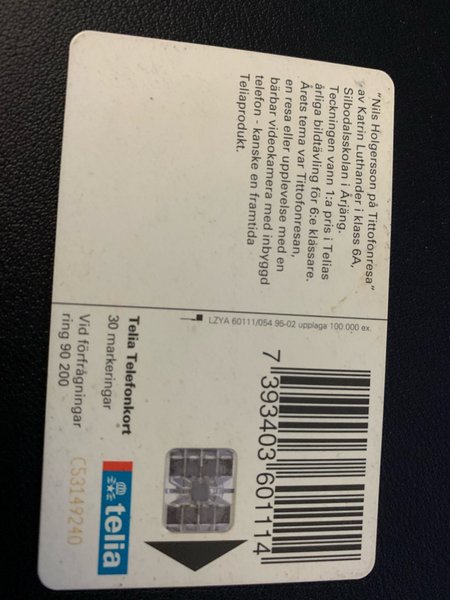 "Nils Holgersson på Tittofonresa"
av Katrin Luthander i klass 6A,
Silbodalsskolan i Årjäng.
Teckningen vann 1:a pris i Telias
årliga bildtävling för 6:e klassare.
Årets tema var Tittofonresan,
en resa eller upplevelse med en
bärbar videokamera med inbyggd
telefon - kanske en framtida
Teliaprodukt.
LZYA 60111/054 95-02 upplaga 100.000 ex.
7 393403 601114
Telia Telefonkort
30 markeringar
Vid förfrågningar
ring 90 200
telia
C53149240